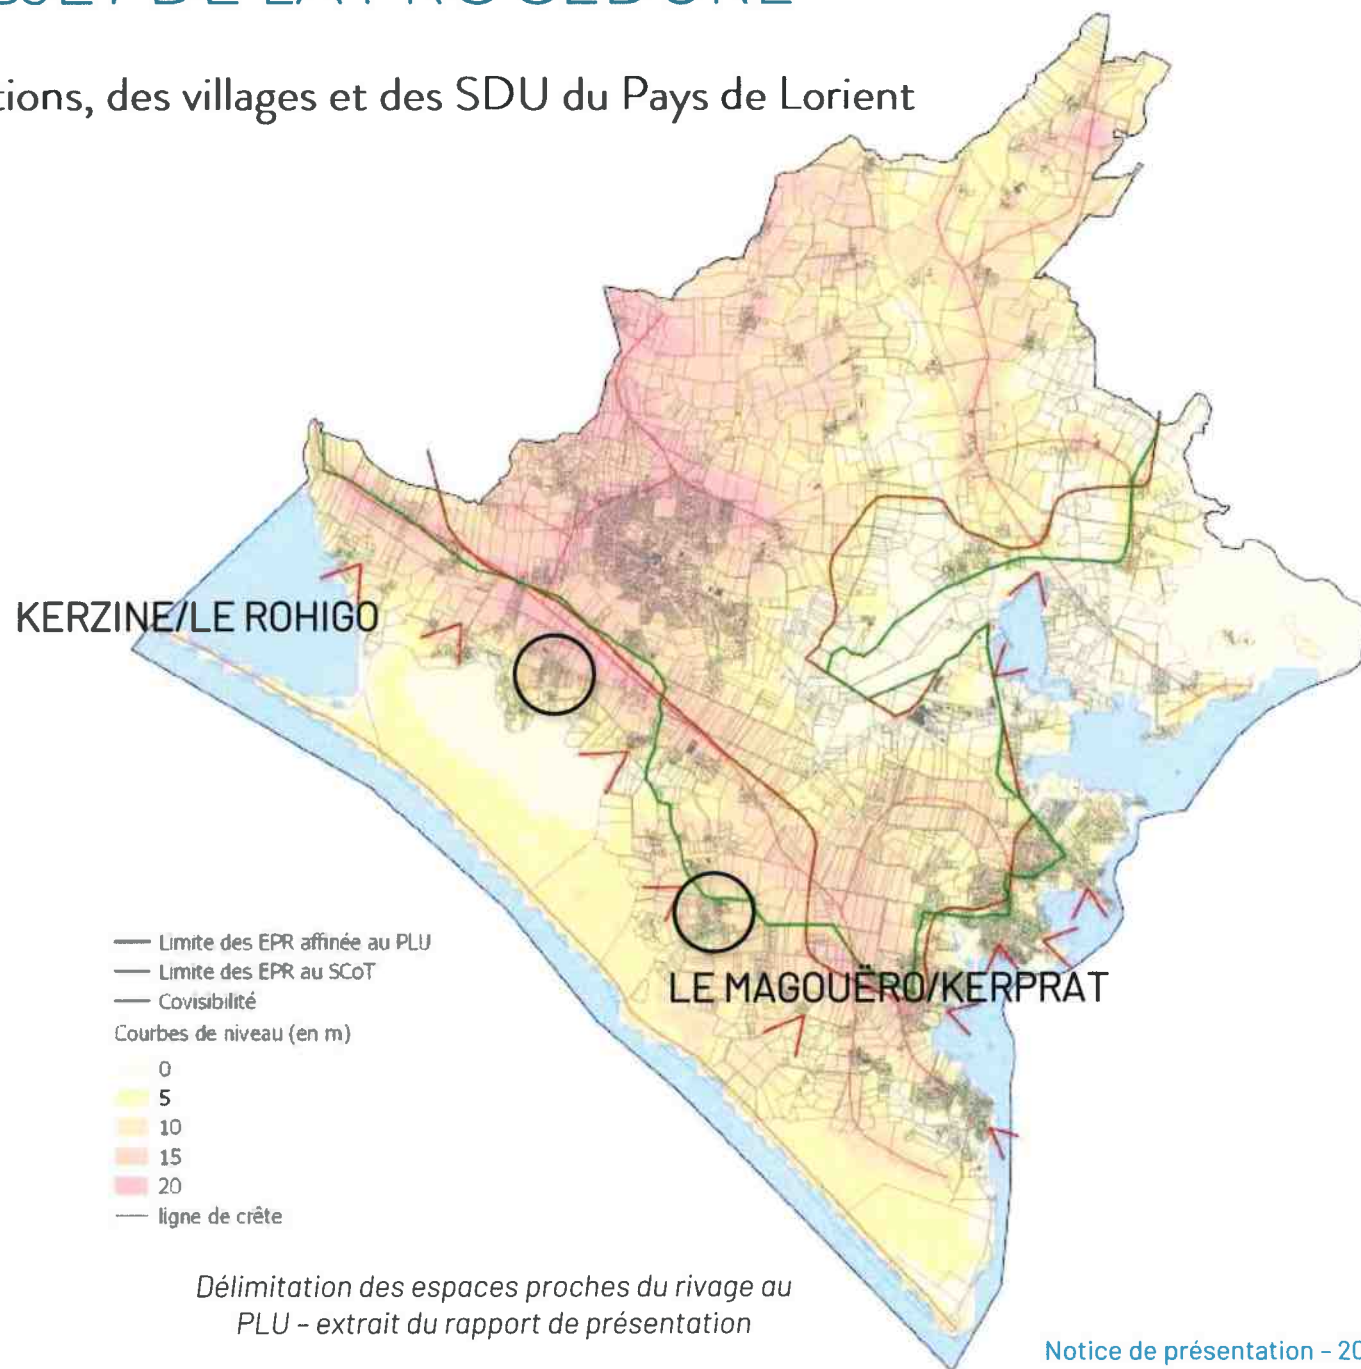 DE LA PROCÉDURE
tions, des villages et des SDU du Pays de Lorient
KERZINE/LE ROHIGO
LE MAGOUËRO/KERPRAT
Limite des EPR affinée au PLU
Limite des EPR au SCoT
Covisibilité
Courbes de niveau (en m)
0
5
10
15
20
ligne de crête
Délimitation des espaces proches du rivage au
PLU - extrait du rapport de présentation
Notice de présentation - 20